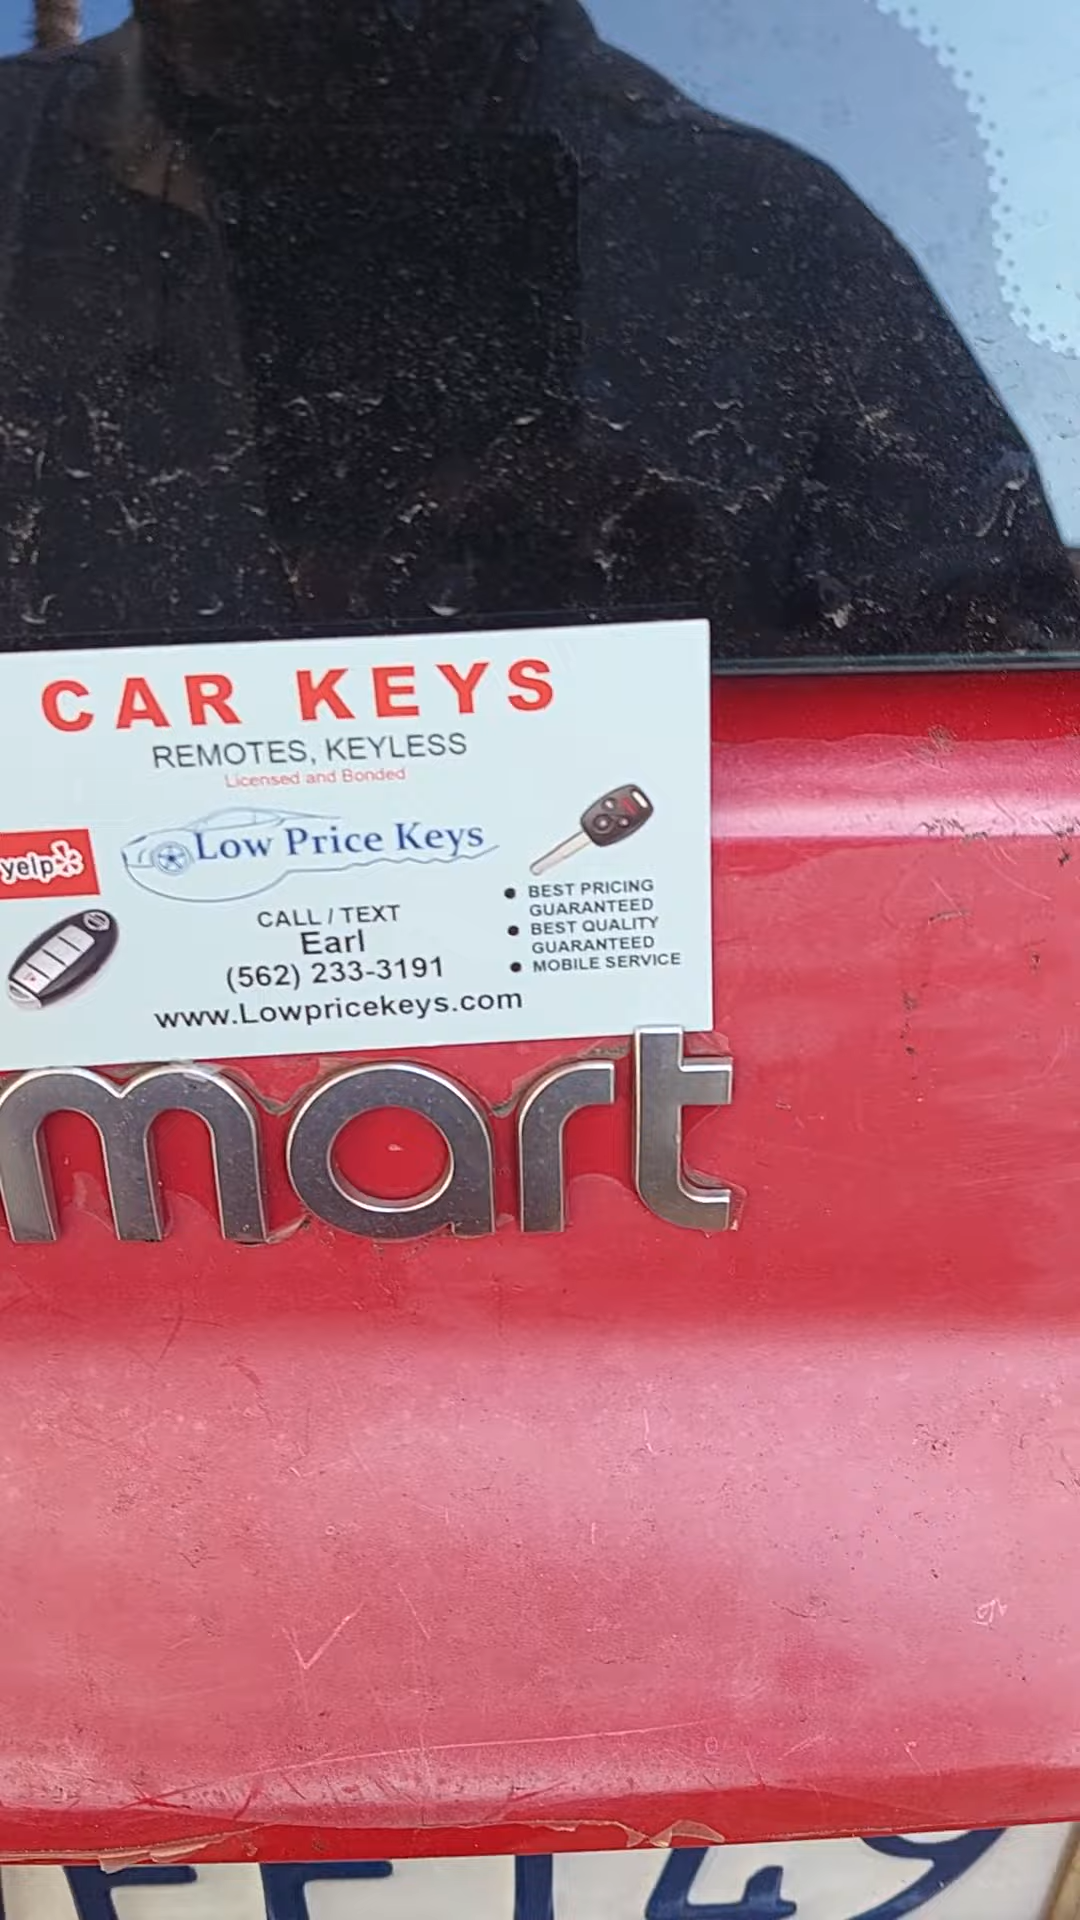 CAR KEYS
REMOTES, KEYLESS
Licensed and Bonded
yelp
Low Price Keys
CALL / TEXT
Earl
(562) 233-3191
www.Lowpricekeys.com
• BEST PRICING
GUARANTEED
• BEST QUALITY
GUARANTEED
• MOBILE SERVICE
mart